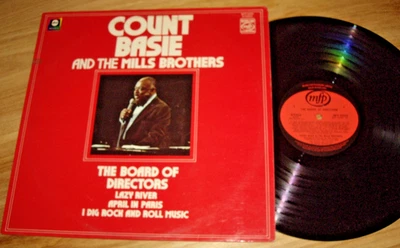 COUNT
BASIE
AND THE MILLS BROTHERS
THE BOARD OF
DIRECTORS
LAZY RIVER
APRIL IN PARIS
I DIG ROCK AND ROLL MUSIC
mfp